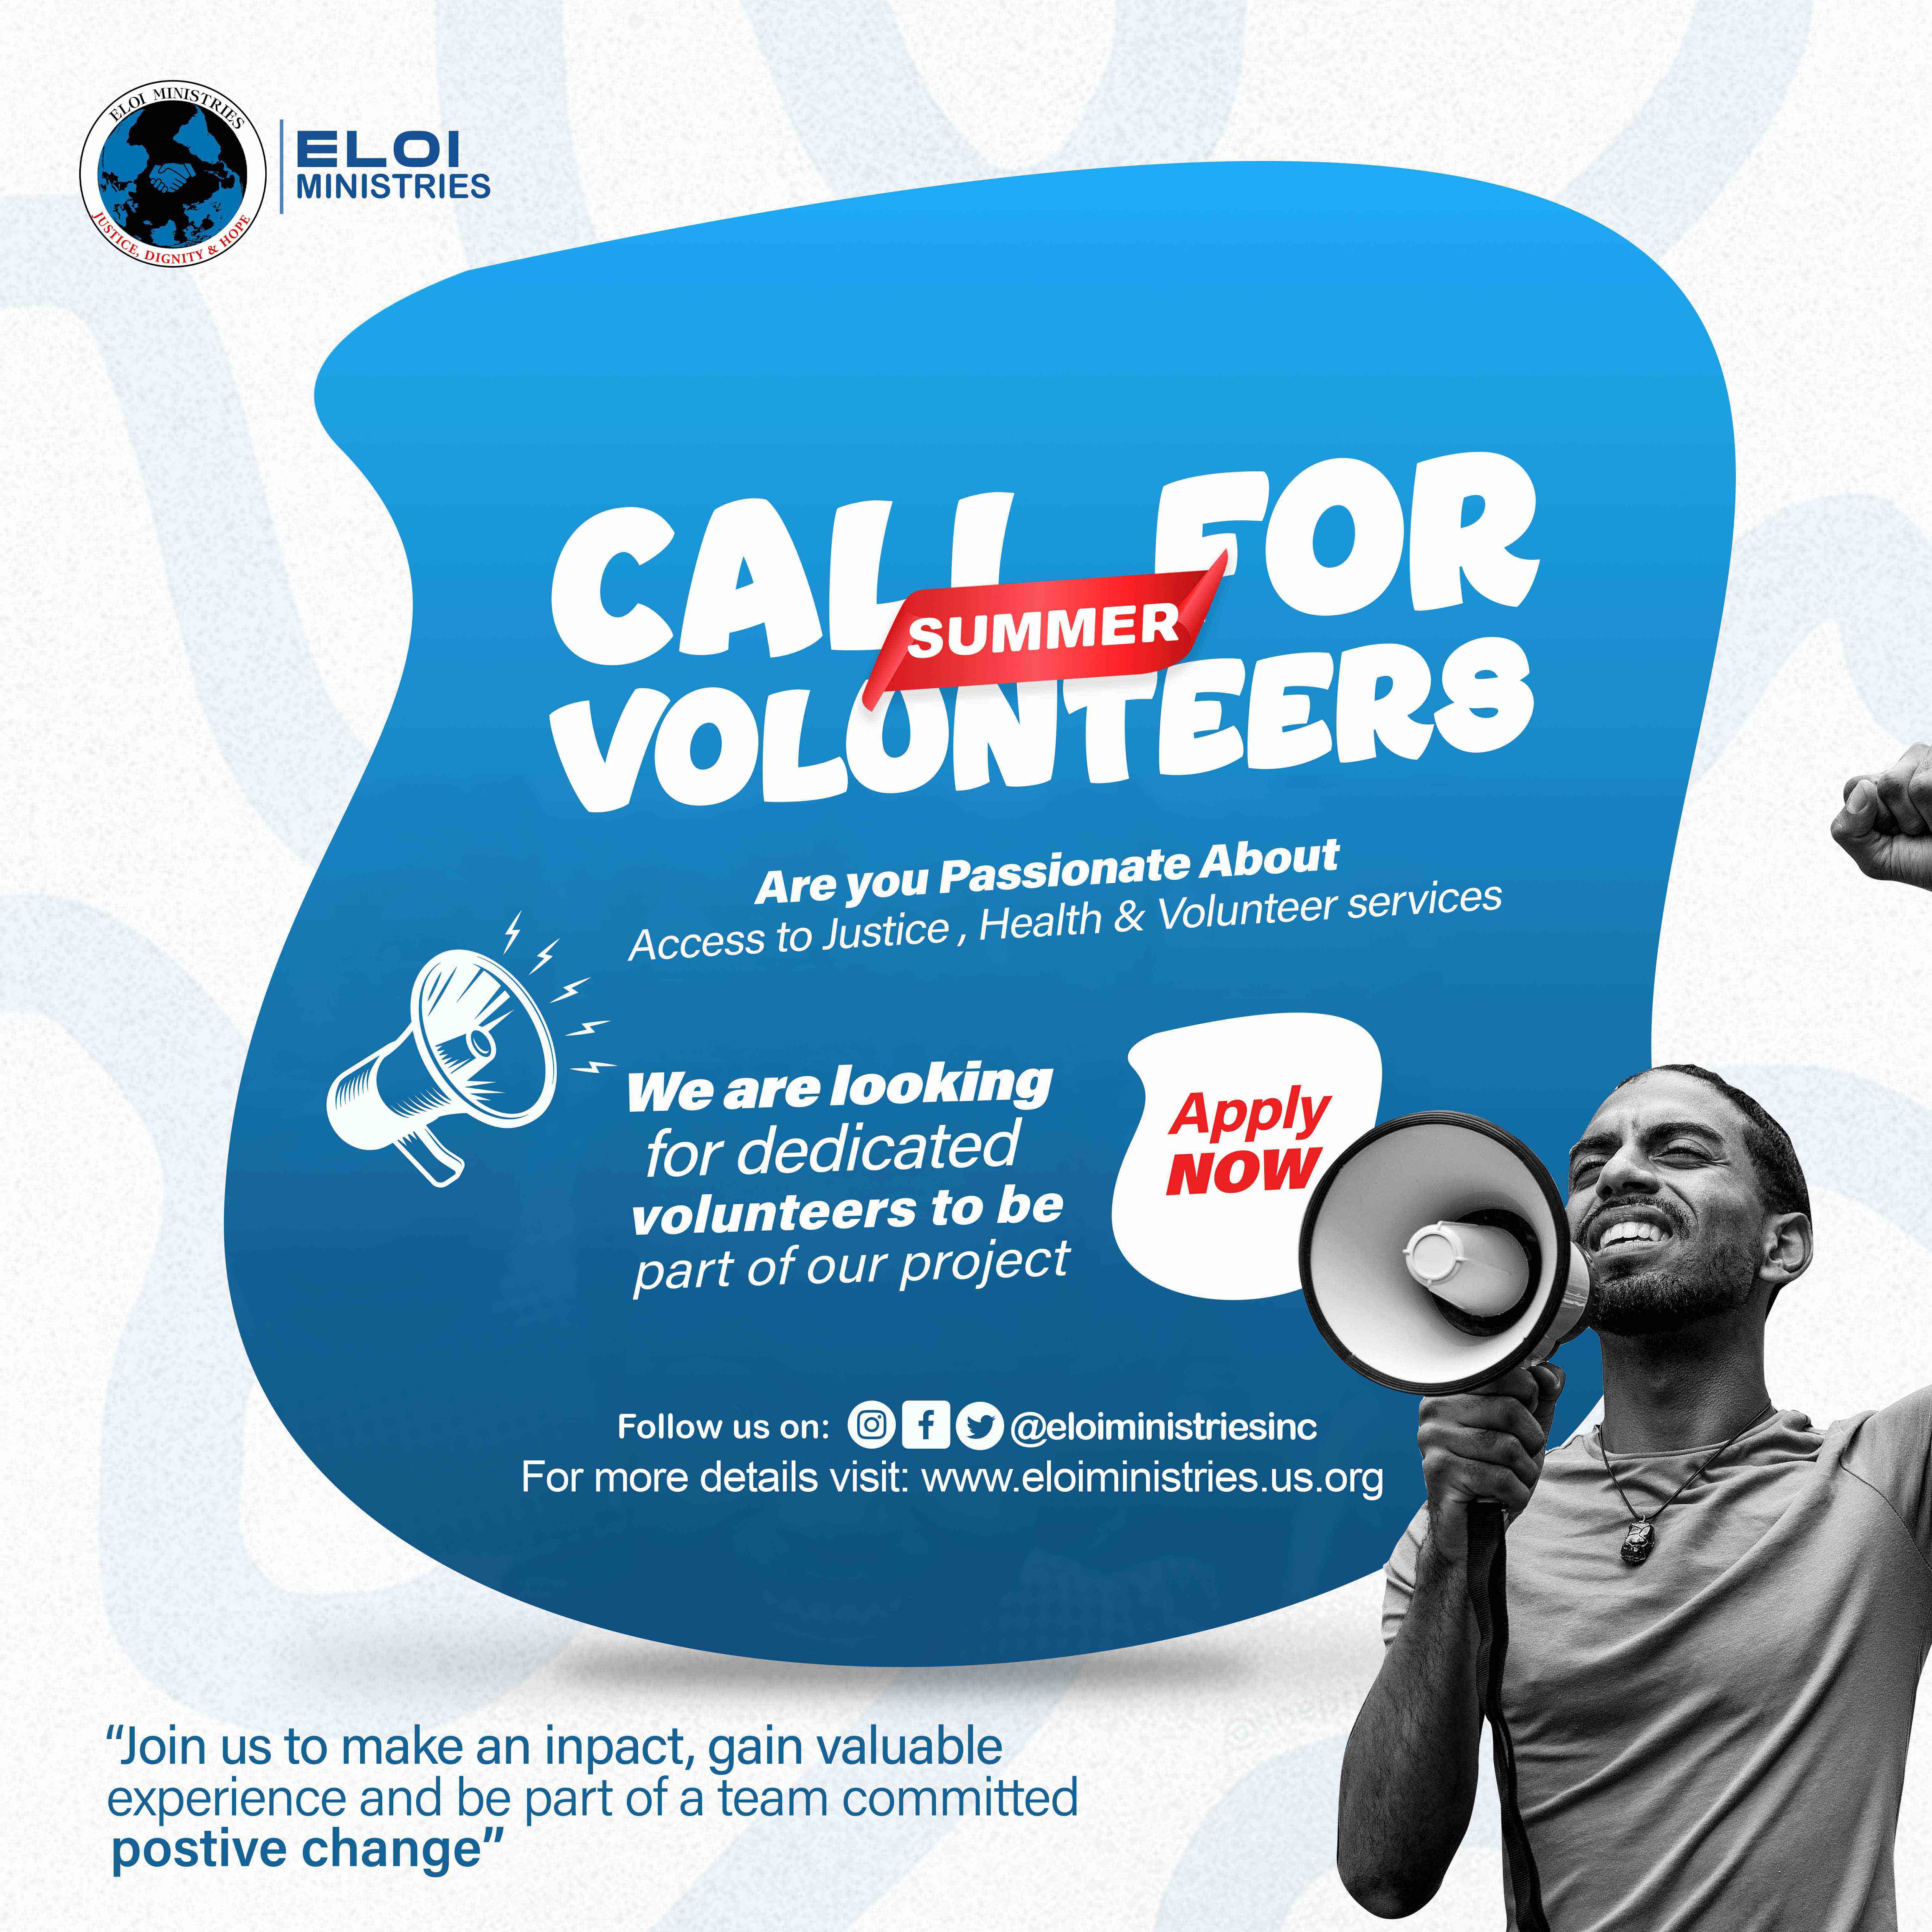 ELOI MINISTRIES
JUSTICE, DIGNITY & HOPE
ELOI
MINISTRIES
CALL FOR
SUMMER
VOLUNTEERS
Are you Passionate About
Access to Justice , Health & Volunteer services
We are looking
for dedicated
volunteers to be
part of our project
Apply
NOW
Follow us on: @eloiministriesinc
For more details visit: www.eloiministries.us.org
“Join us to make an inpact, gain valuable
experience and be part of a team committed
postive change”